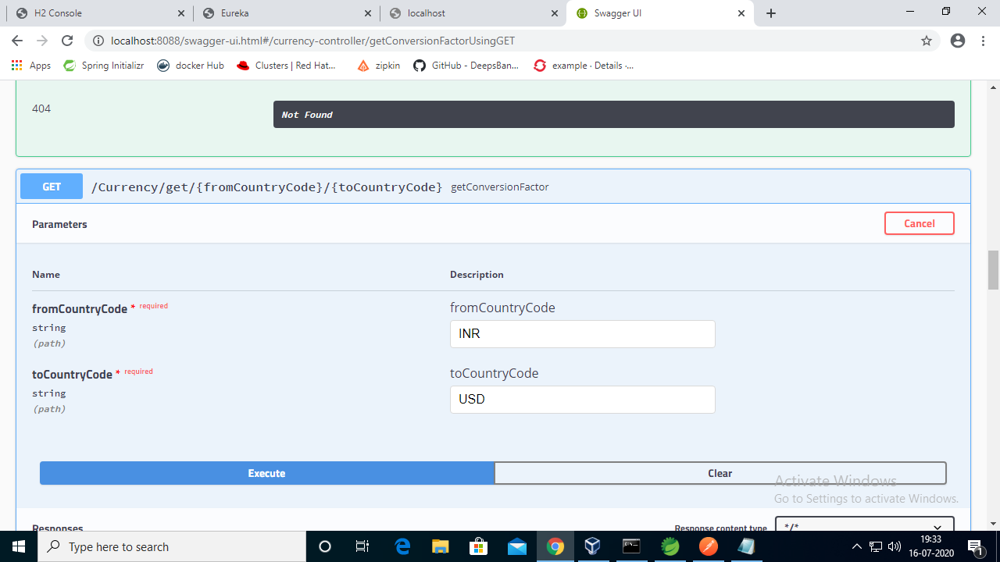 H2 Console
Eureka
localhost
Swagger UI
localhost:8088/swagger-ui.html#/currency-controller/getConversionFactorUsingGET
Apps
Spring Initializr
docker Hub
Clusters | Red Hat...
zipkin
GitHub - DeepsBan...
example · Details ·...
404
Not Found
GET
/Currency/get/{fromCountryCode}/{toCountryCode}
getConversionFactor
Parameters
Cancel
Name
Description
fromCountryCode * required
string
(path)
fromCountryCode
INR
toCountryCode * required
string
(path)
toCountryCode
USD
Execute
Clear
Activate Windows
Go to Settings to activate Windows.
Responses
Response content type
*/*
Type here to search
19:33
16-07-2020
1